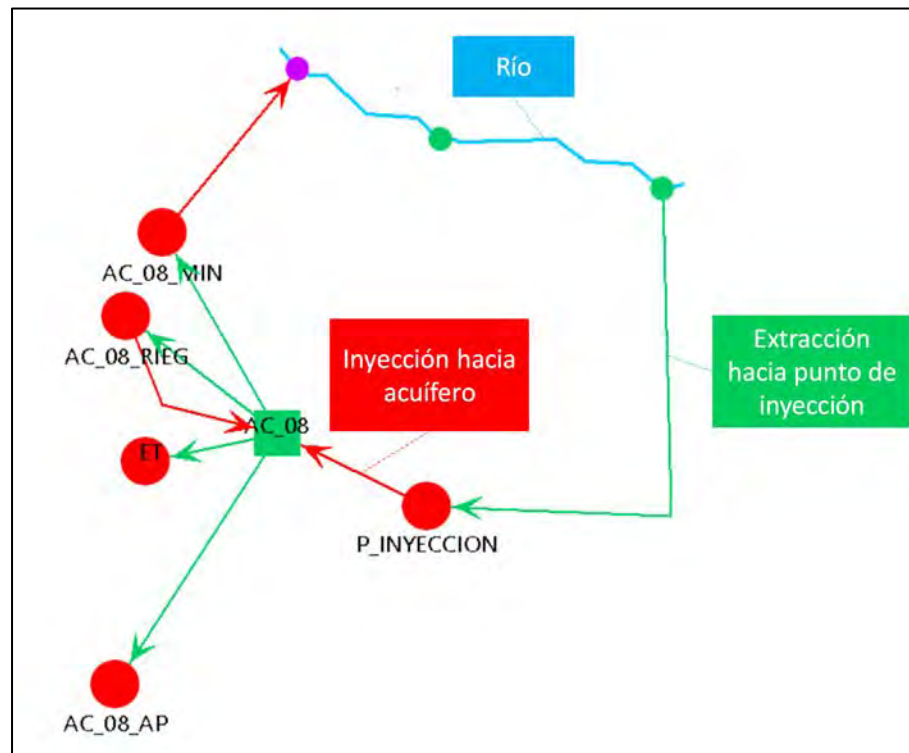 Río
AC_08_MIN
AC_08_RIEG
Inyección hacia
acuífero
Extracción
hacia punto de
inyección
AC_08
ET
P_INYECCION
AC_08_AP